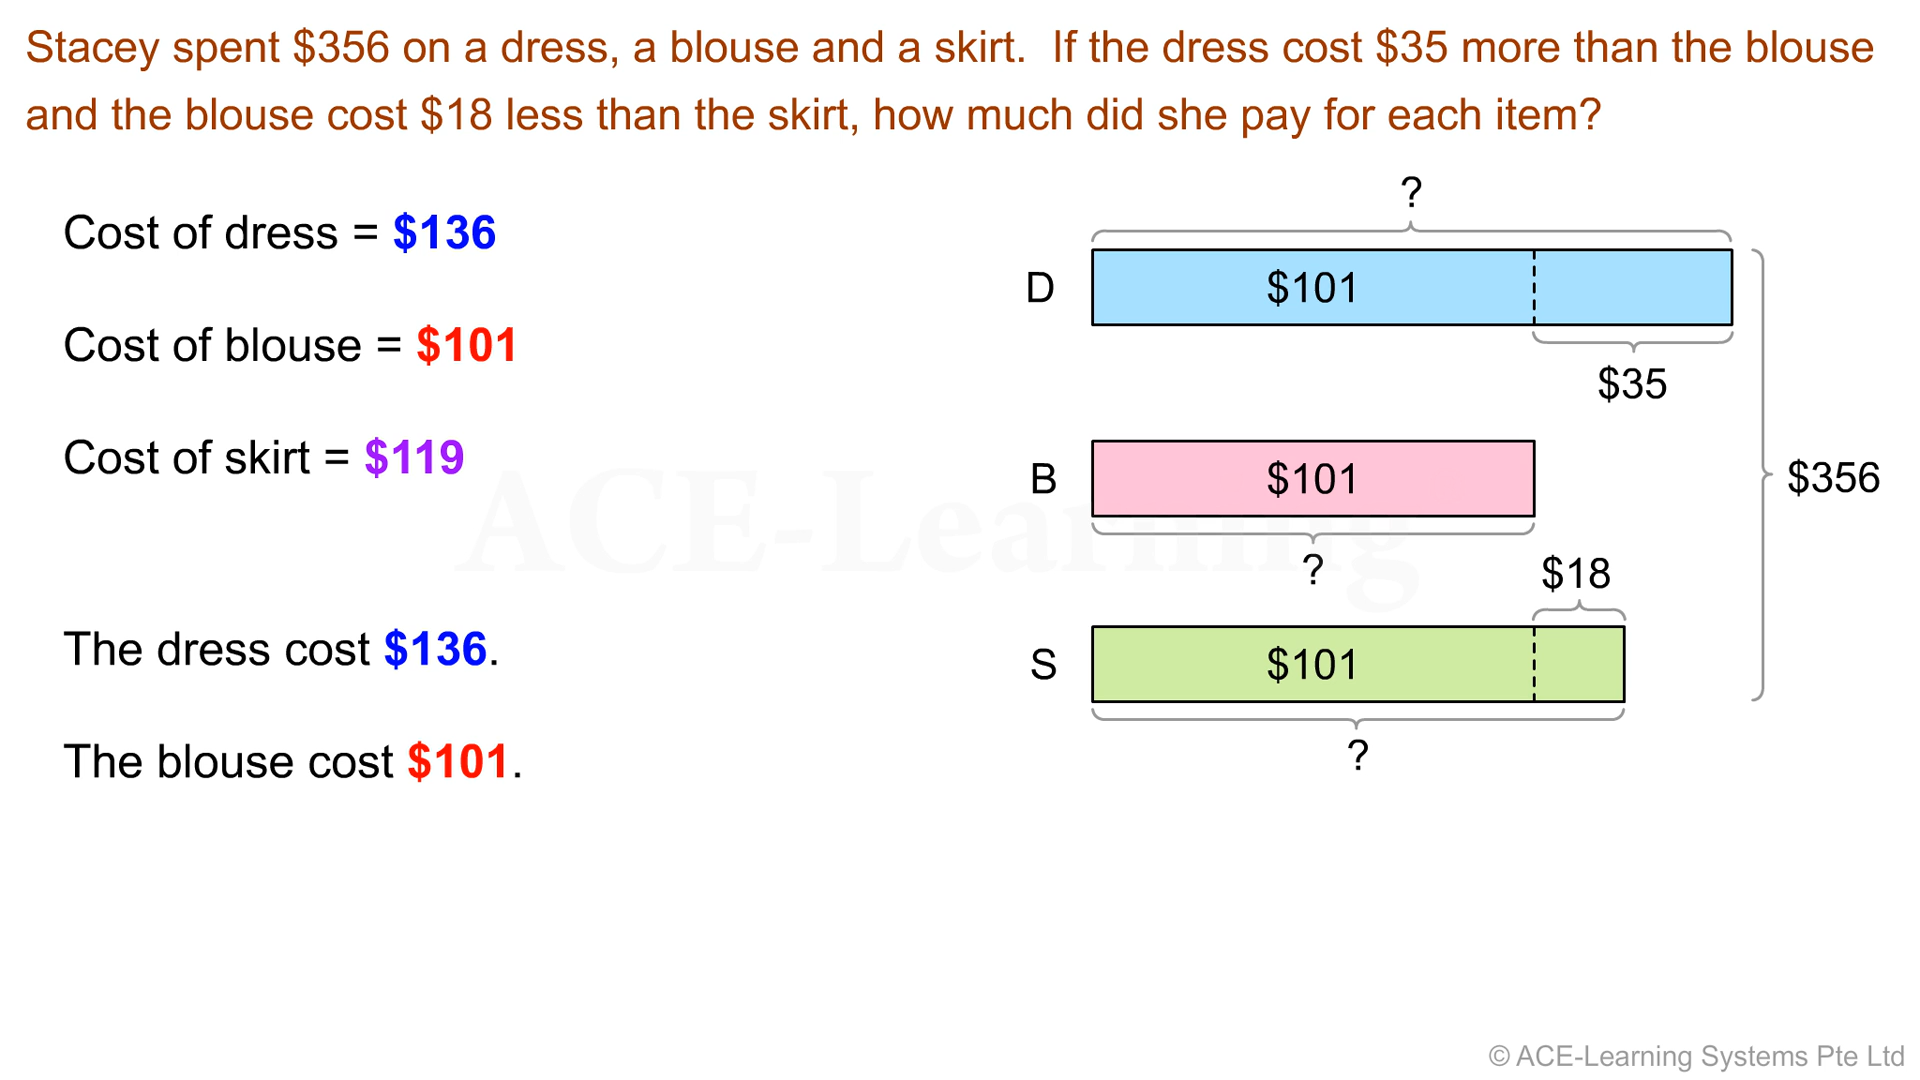 Stacey spent $356 on a dress, a blouse and a skirt. If the dress cost $35 more than the blouse
and the blouse cost $18 less than the skirt, how much did she pay for each item?
Cost of dress = $136
Cost of blouse = $101
Cost of skirt = $119
The dress cost $136.
The blouse cost $101.
?
D $101
$35
B $101
$356
?
$18
S $101
?
ACE-Learning
© ACE-Learning Systems Pte Ltd